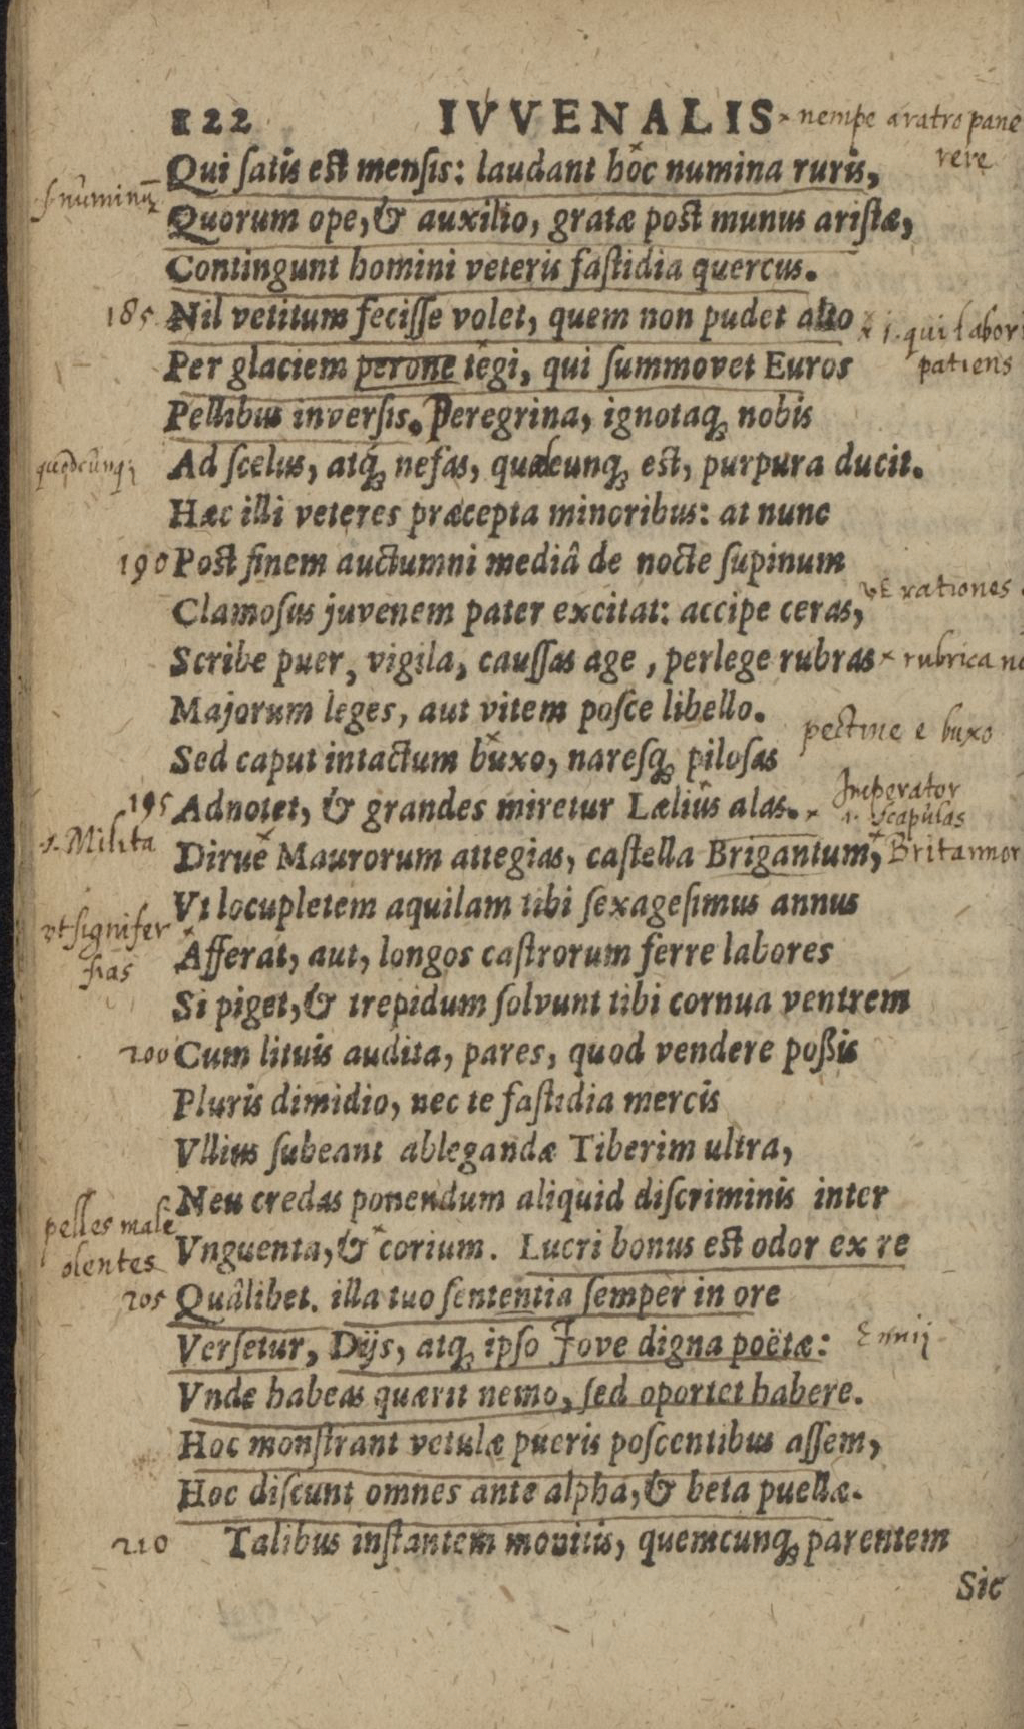 122 IVVENALIS × nempe aratro pane
rere
Qui satis est mensis: laudant hoc numina ruris,
s. numinũ
Quorum ope, & auxilio, gratæ post munus aristæ,
Contingunt homini veteris fastidia quercus.
185 Nil vetitum fecisse volet, quem non pudet alto × i. qui labor
Per glaciem perone tegi, qui summovet Euros patiens
Pellibus inversis. Peregrina, ignotaq; nobis
quodcunq; Ad scelus, atq; nefas, quæcunq; est, purpura ducit.
Hæc illi veteres præcepta minoribus: at nunc
190 Post finem auctumni mediâ de nocte supinum
vt rationes
Clamosus juvenem pater excitat: accipe ceras,
Scribe puer, vigila, caussas age, perlege rubras × rubrica
Majorum leges, aut vitem posce libello.
pectine e buxo
Sed caput intactum buxo, naresq; pilosas
Imperator
195 Adnotet, & grandes miretur Lælius alas. × i. scapulas
s. Milita Dirue Maurorum attegias, castella Brigantum, Britannor
Vt locupletem aquilam tibi sexagesimus annus
vt signifer
fias
Afferat, aut, longos castrorum ferre labores
Si piget, & trepidum solvunt tibi cornua ventrem
200 Cum lituis audita, pares, quod vendere poßis
Pluris dimidio, nec te fastidia mercis
Vllius subeant ablegandæ Tiberim ultra,
Neu credas ponendum aliquid discriminis inter
pelles male
olentes
Vnguenta, & corium. Lucri bonus est odor ex re
205 Quâlibet. illa tuo sententia semper in ore
Versetur, Dijs, atq; ipso Jove digna poëtæ: Ennij
Vnde habeas quærit nemo, sed oportet habere.
Hoc monstrant vetulæ pueris poscentibus assem,
Hoc discunt omnes ante alpha, & beta puellæ.
210 Talibus instantem monitis, quemcunq; parentem
Sic